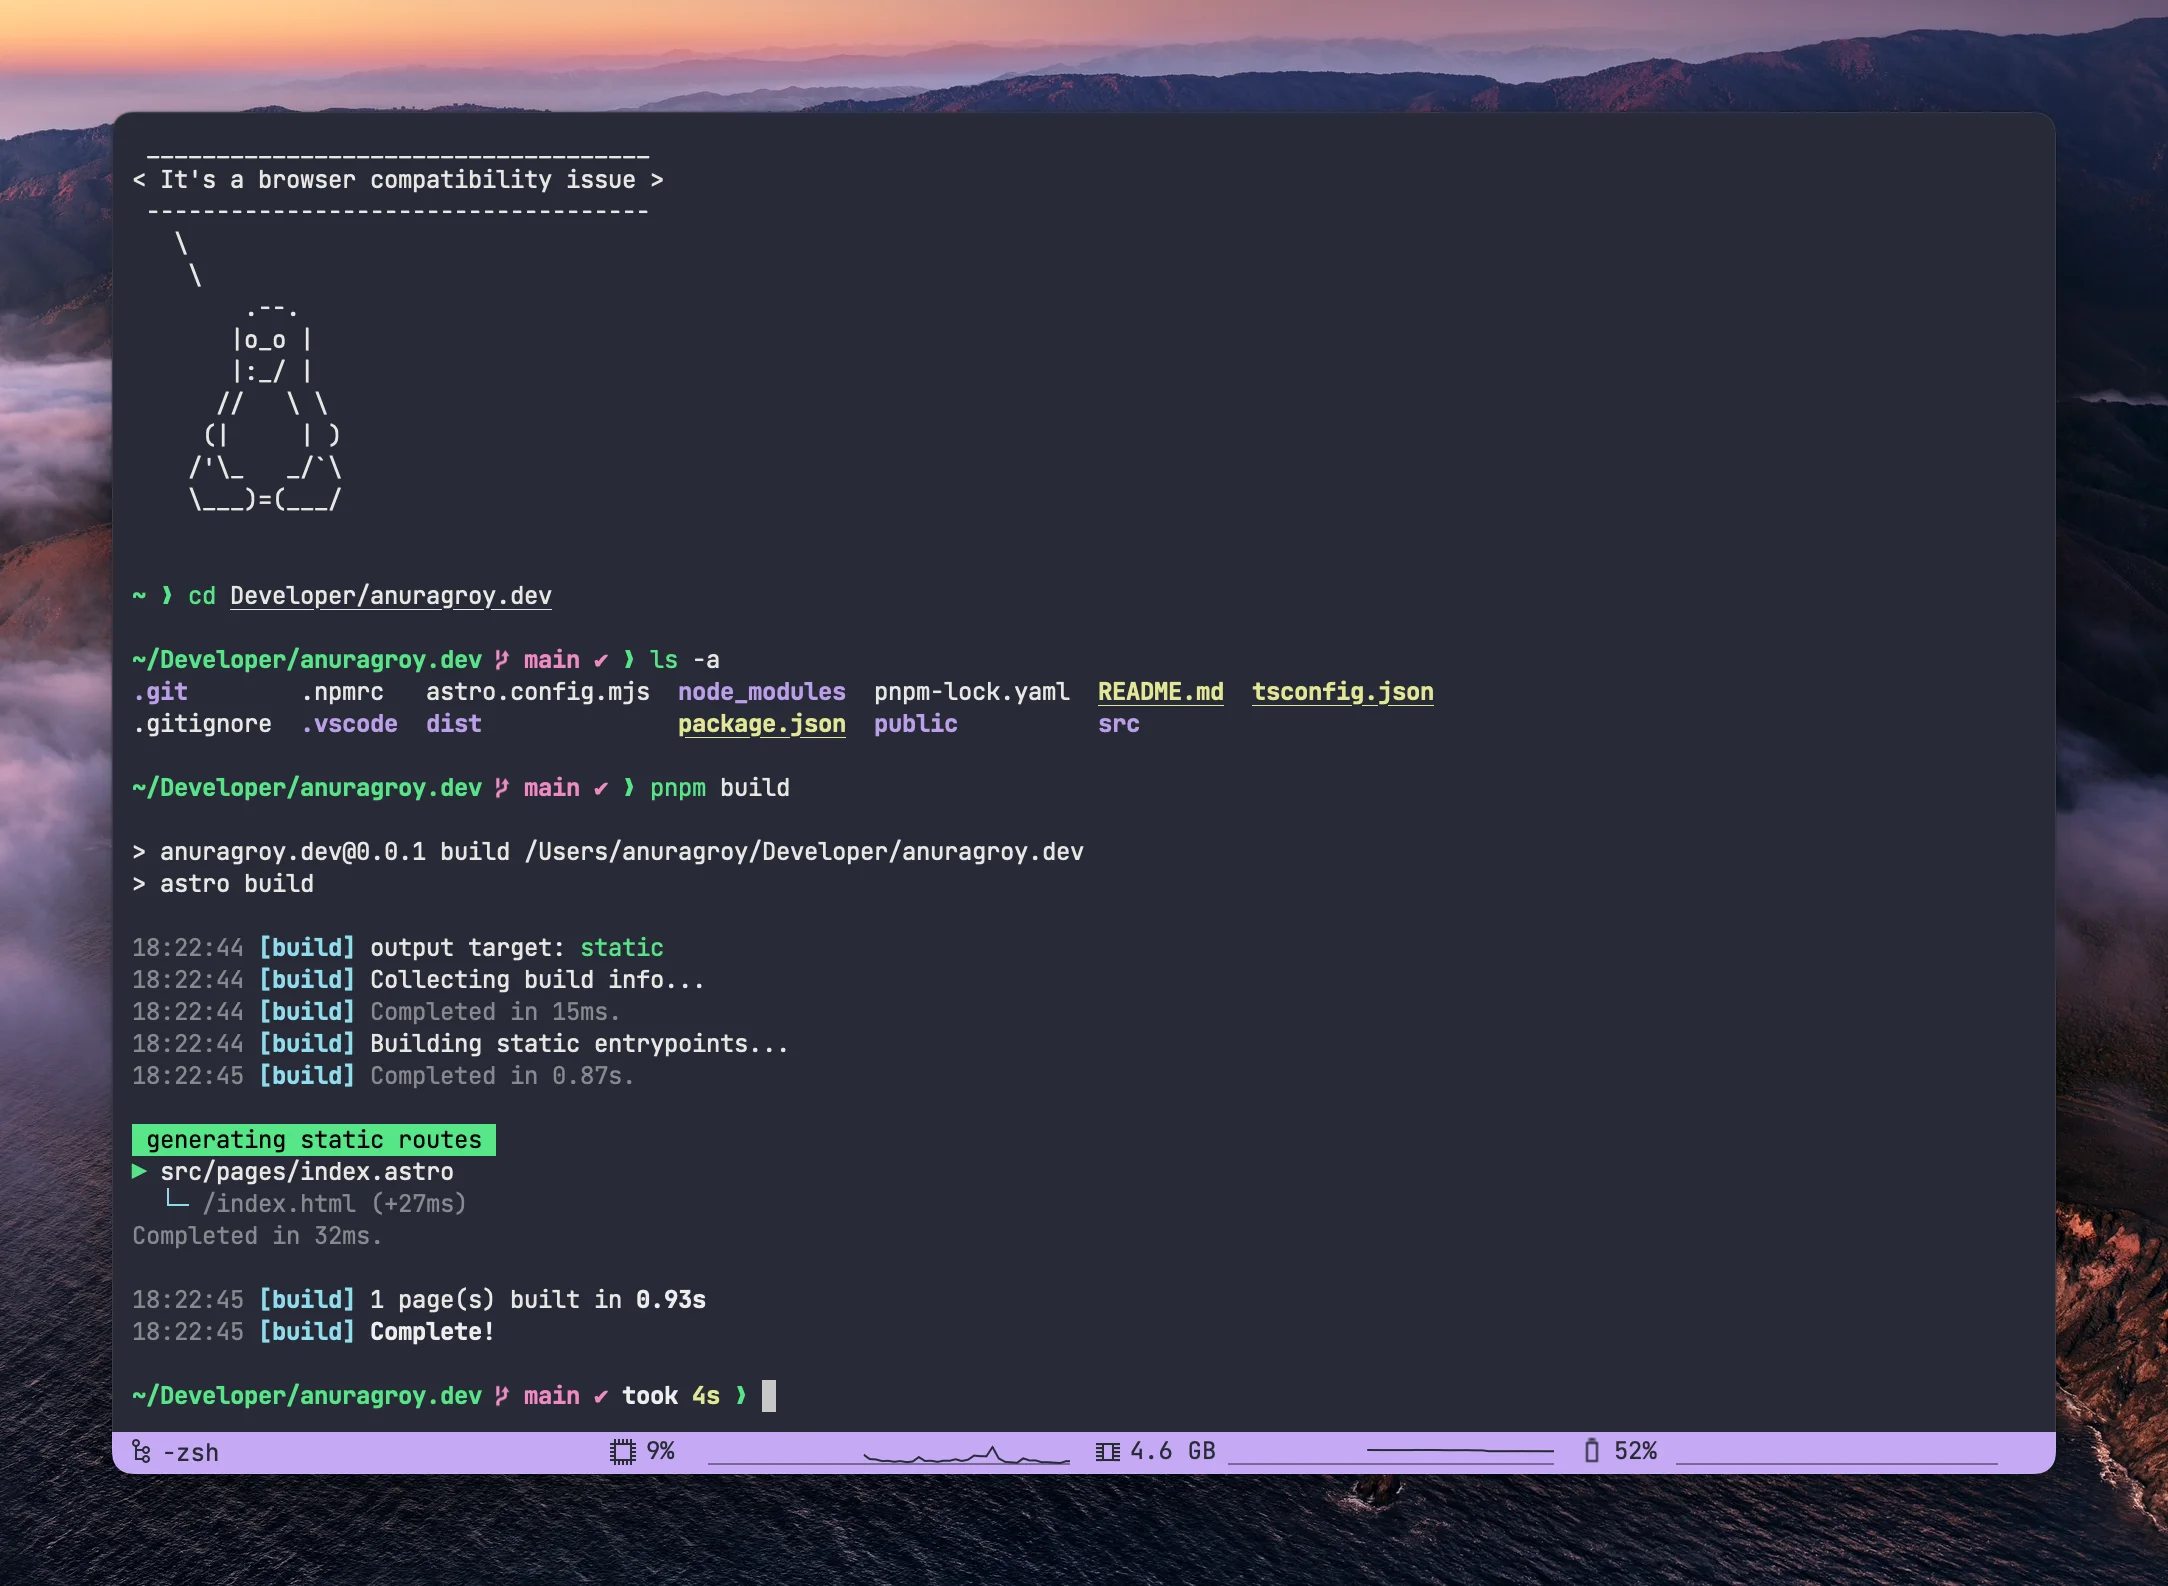 ____________________________________
< It's a browser compatibility issue >
 ------------------------------------
   \
    \
        .--.
       |o_o |
       |:_/ |
      //   \ \
     (|     | )
    /'\_   _/`\
    \___)=(___/
~ ❱ cd Developer/anuragroy.dev
~/Developer/anuragroy.dev main ✔ ❱ ls -a
.git        .npmrc   astro.config.mjs  node_modules  pnpm-lock.yaml  README.md  tsconfig.json
.gitignore  .vscode  dist              package.json  public          src
~/Developer/anuragroy.dev main ✔ ❱ pnpm build
> anuragroy.dev@0.0.1 build /Users/anuragroy/Developer/anuragroy.dev
> astro build
18:22:44 [build] output target: static
18:22:44 [build] Collecting build info...
18:22:44 [build] Completed in 15ms.
18:22:44 [build] Building static entrypoints...
18:22:45 [build] Completed in 0.87s.
generating static routes
▶ src/pages/index.astro
  └─ /index.html (+27ms)
Completed in 32ms.
18:22:45 [build] 1 page(s) built in 0.93s
18:22:45 [build] Complete!
~/Developer/anuragroy.dev main ✔ took 4s ❱
-zsh 9% 4.6 GB 52%